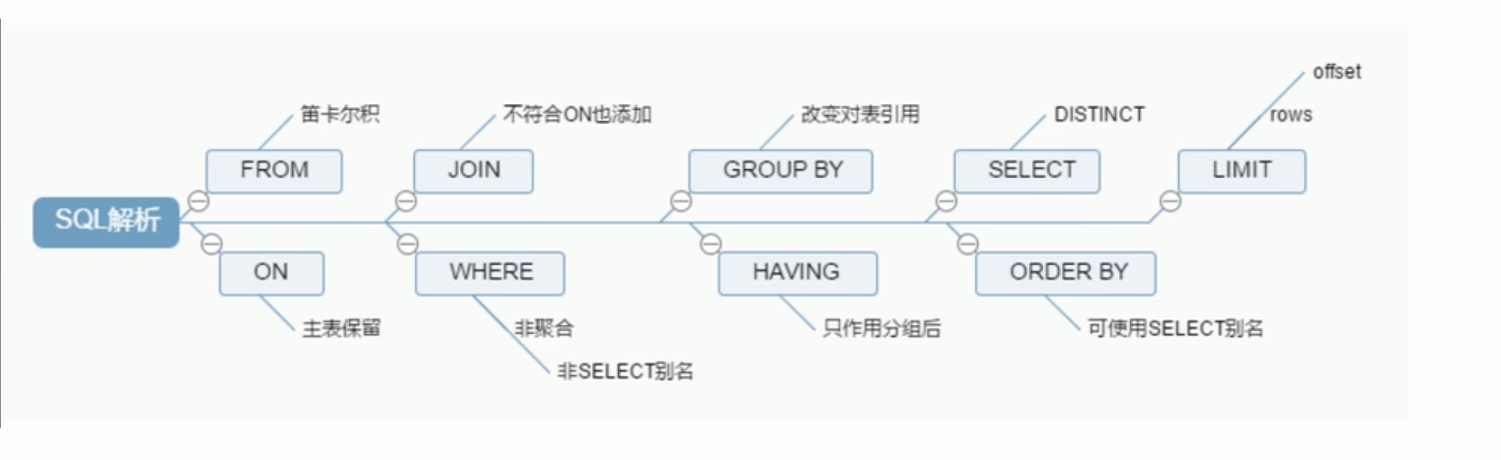 offset
笛卡尔积
不符合ON也添加
改变对表引用
DISTINCT
rows
FROM
JOIN
GROUP BY
SELECT
LIMIT
SQL解析
ON
WHERE
HAVING
ORDER BY
主表保留
非聚合
只作用分组后
可使用SELECT别名
非SELECT别名